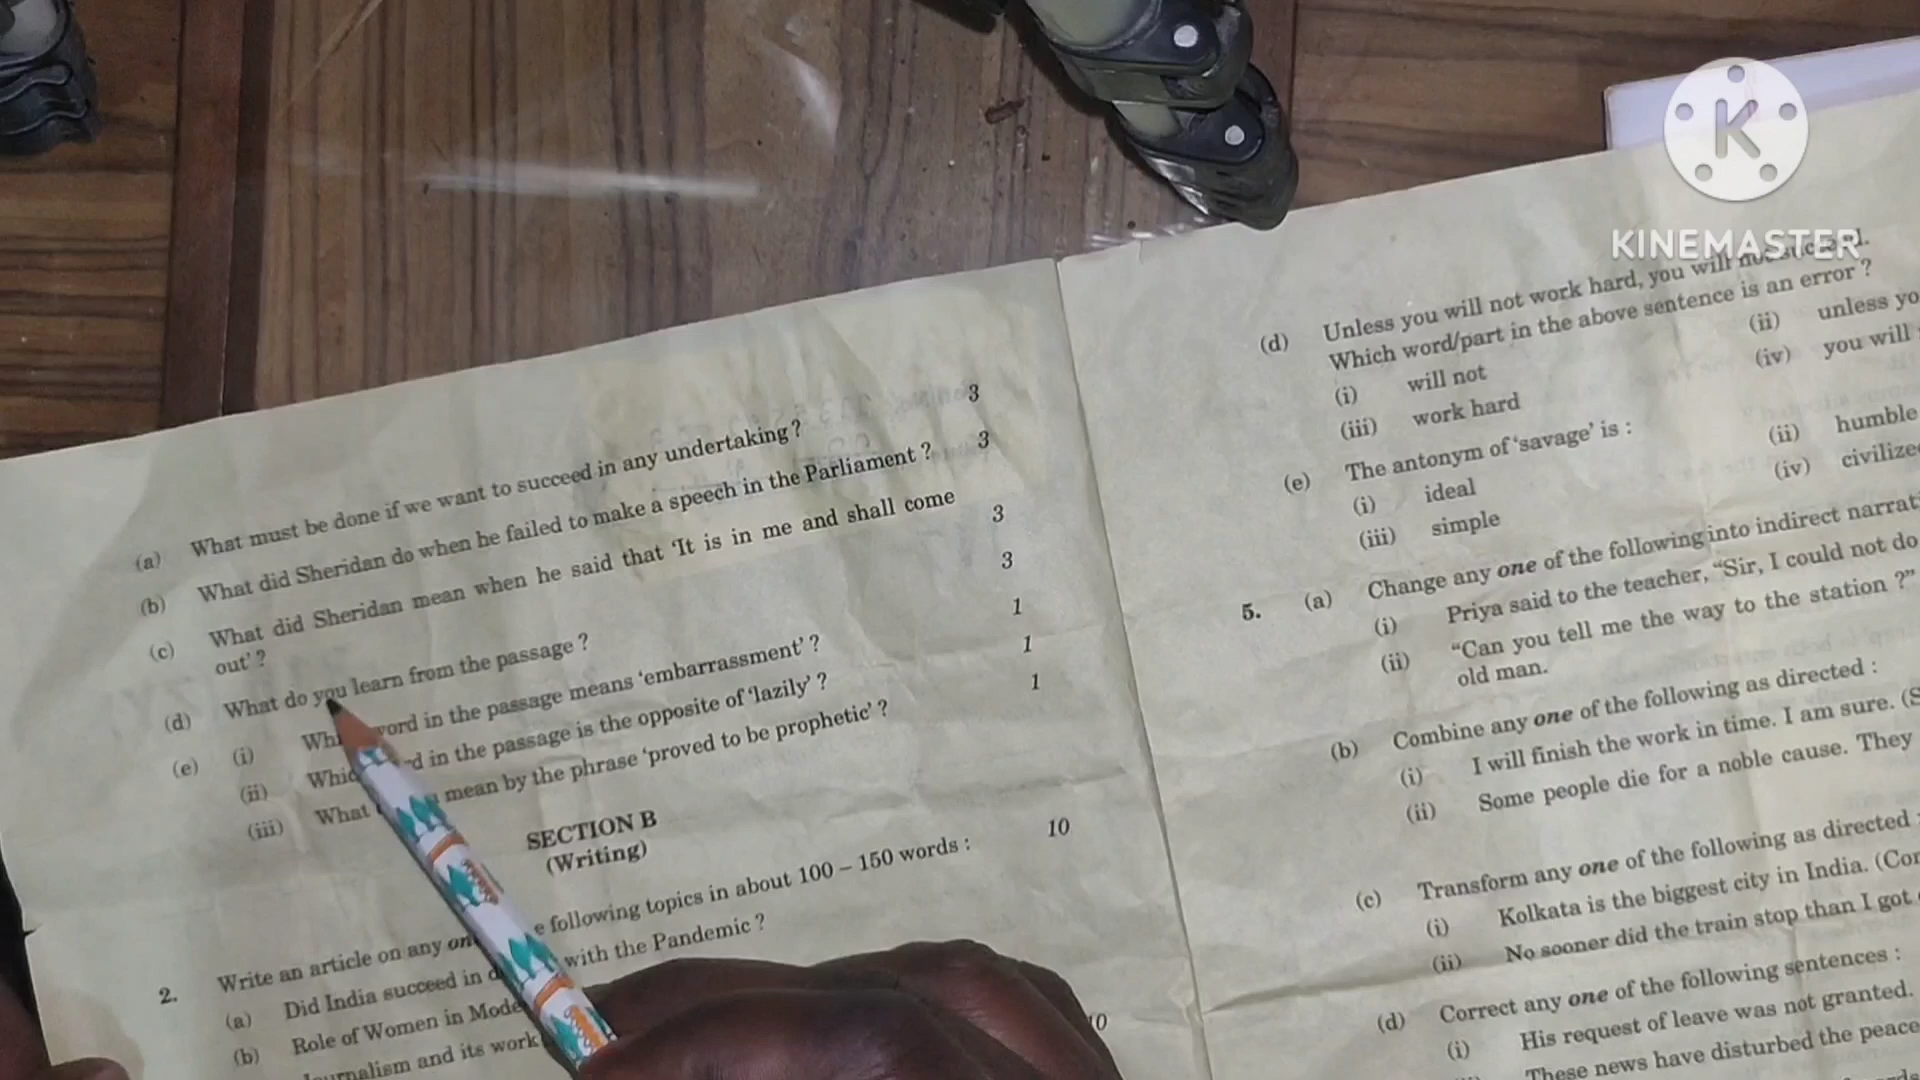 K
KINEMASTER
(a) What must be done if we want to succeed in any undertaking ? 3
(b) What did Sheridan do when he failed to make a speech in the Parliament ? 3
(c) What did Sheridan mean when he said that 'It is in me and shall come
out' ? 3
(d) What do you learn from the passage ? 3
(e) (i) word in the passage means 'embarrassment' ? 1
(ii) in the passage is the opposite of 'lazily' ? 1
(iii) What mean by the phrase 'proved to be prophetic' ? 1
SECTION B
(Writing)
2. Write an article on any one following topics in about 100 – 150 words : 10
(a) Did India succeed in with the Pandemic ?
(b) Role of Women in
and its
(d) Unless you will not work hard, you will not succeed.
Which word/part in the above sentence is an error ?
(i) will not (ii) unless
(iii) work hard (iv) you will
(e) The antonym of 'savage' is :
(i) ideal (ii) humble
(iii) simple (iv)
5. (a) Change any one of the following into indirect
(i) Priya said to the teacher, "Sir, I could not do
(ii) "Can you tell me the way to the station ?"
old man.
(b) Combine any one of the following as directed :
(i) I will finish the work in time. I am sure.
(ii) Some people die for a noble cause. They
(c) Transform any one of the following as directed :
(i) Kolkata is the biggest city in India.
(ii) No sooner did the train stop than I got
(d) Correct any one of the following sentences :
(i) His request of leave was not granted.
These news have disturbed the peace